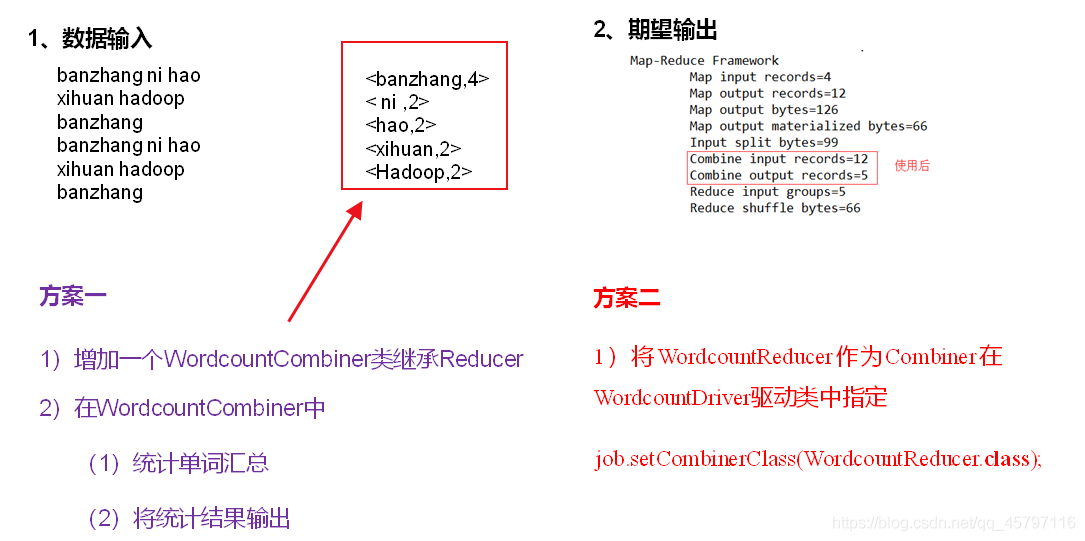 1、数据输入
banzhang ni hao
xihuan hadoop
banzhang
banzhang ni hao
xihuan hadoop
banzhang
<banzhang,4>
< ni ,2>
<hao,2>
<xihuan,2>
<Hadoop,2>
2、期望输出
Map-Reduce Framework
Map input records=4
Map output records=12
Map output bytes=126
Map output materialized bytes=66
Input split bytes=99
Combine input records=12
Combine output records=5
使用后
Reduce input groups=5
Reduce shuffle bytes=66
方案一
1）增加一个WordcountCombiner类继承Reducer
2）在WordcountCombiner中
（1）统计单词汇总
（2）将统计结果输出
方案二
1）将WordcountReducer作为Combiner在
WordcountDriver驱动类中指定
job.setCombinerClass(WordcountReducer.class);
https://blog.csdn.net/qq_45797116